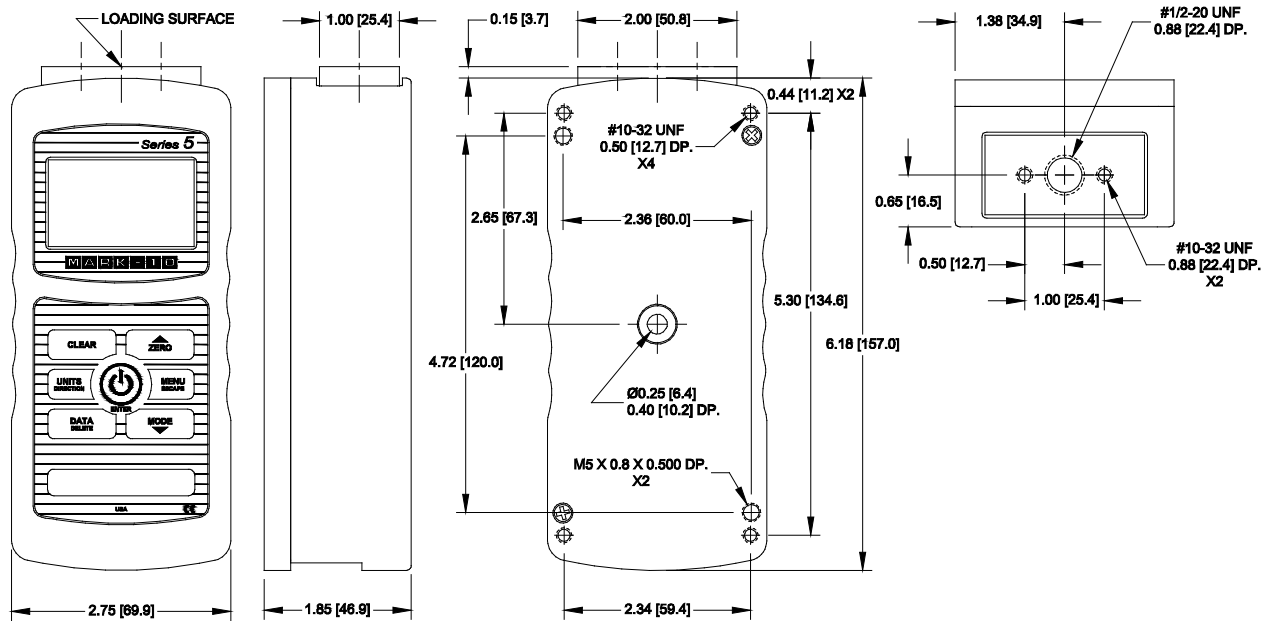 LOADING SURFACE
Series 5
MARK-10
CLEAR
ZERO
UNITS
DIRECTION
MENU
ESCAPE
ENTER
DATA
DELETE
MODE
USA
CE
2.75 [69.9]
1.00 [25.4]
1.85 [46.9]
0.15 [3.7]
2.00 [50.8]
0.44 [11.2] X2
#10-32 UNF
0.50 [12.7] DP.
X4
2.65 [67.3]
2.36 [60.0]
5.30 [134.6]
6.18 [157.0]
4.72 [120.0]
Ø0.25 [6.4]
0.40 [10.2] DP.
M5 X 0.8 X 0.500 DP.
X2
2.34 [59.4]
1.38 [34.9]
#1/2-20 UNF
0.88 [22.4] DP.
0.65 [16.5]
0.50 [12.7]
1.00 [25.4]
#10-32 UNF
0.88 [22.4] DP.
X2